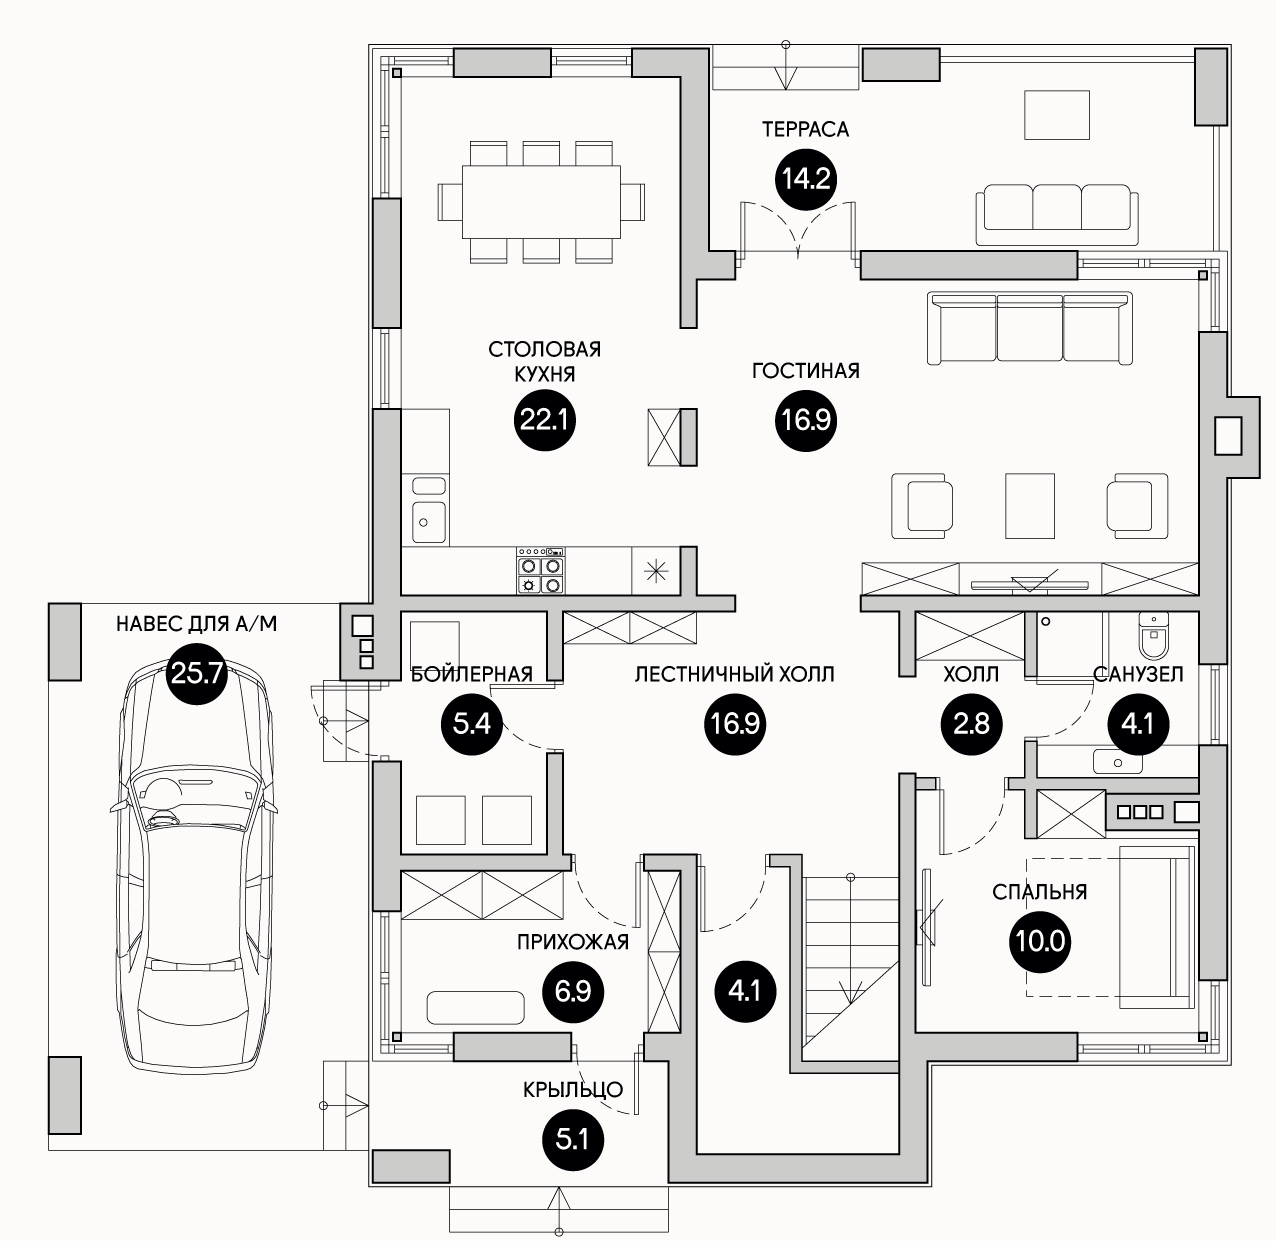 ТЕРРАСА
14.2
СТОЛОВАЯ
КУХНЯ
22.1
ГОСТИНАЯ
16.9
НАВЕС ДЛЯ А/М
25.7
БОЙЛЕРНАЯ
5.4
ЛЕСТНИЧНЫЙ ХОЛЛ
16.9
ХОЛЛ
2.8
САНУЗЕЛ
4.1
СПАЛЬНЯ
10.0
ПРИХОЖАЯ
6.9
4.1
КРЫЛЬЦО
5.1